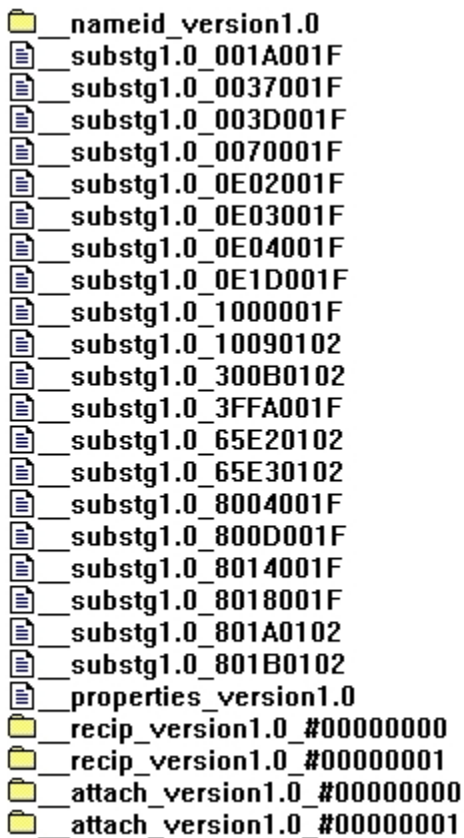 __nameid_version1.0
__substg1.0_001A001F
__substg1.0_0037001F
__substg1.0_003D001F
__substg1.0_0070001F
__substg1.0_0E02001F
__substg1.0_0E03001F
__substg1.0_0E04001F
__substg1.0_0E1D001F
__substg1.0_1000001F
__substg1.0_10090102
__substg1.0_300B0102
__substg1.0_3FFA001F
__substg1.0_65E20102
__substg1.0_65E30102
__substg1.0_8004001F
__substg1.0_800D001F
__substg1.0_8014001F
__substg1.0_8018001F
__substg1.0_801A0102
__substg1.0_801B0102
__properties_version1.0
__recip_version1.0_#00000000
__recip_version1.0_#00000001
__attach_version1.0_#00000000
__attach_version1.0_#00000001